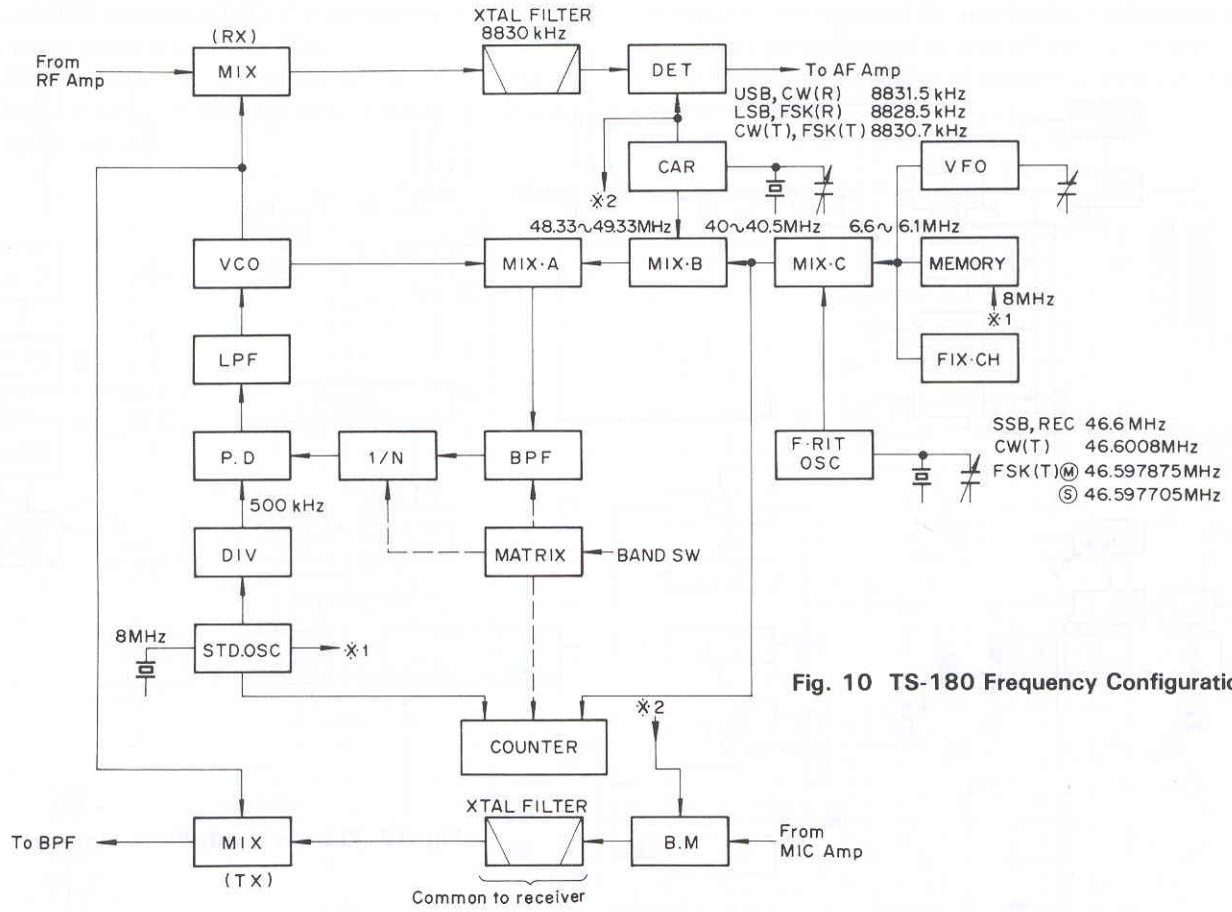 XTAL FILTER
8830 kHz
(RX)
From
RF Amp
MIX
DET
To AF Amp
USB, CW(R) 8831.5 kHz
LSB, FSK(R) 8828.5 kHz
CW(T), FSK(T) 8830.7 kHz
CAR
VFO
※2
48.33~49.33MHz
40~40.5MHz
6.6~6.1MHz
VCO
MIX·A
MIX·B
MIX·C
MEMORY
8MHz
※1
LPF
FIX·CH
P.D
1/N
BPF
F·RIT
OSC
SSB, REC 46.6 MHz
CW(T) 46.6008MHz
FSK(T) Ⓜ 46.597875MHz
Ⓢ 46.597705MHz
500 kHz
DIV
MATRIX
BAND SW
8MHz
STD.OSC
※1
Fig. 10 TS-180 Frequency Configuratio
※2
COUNTER
XTAL FILTER
To BPF
MIX
B.M
From
MIC Amp
(TX)
Common to receiver